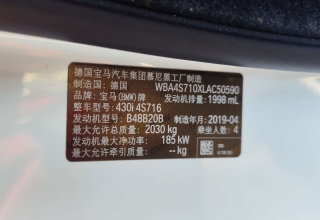 德国宝马汽车集团慕尼黑工厂制造
制造国：德国 WBA4S710XLAC50590
品牌：宝马(BMW)牌 发动机排量：1998 mL
整车型号：430i 4S716
发动机型号：B48B20B 制造年月：2019-04
最大允许总质量：2030 kg 乘坐人数：4
发动机最大净功率：185 kW
最大允许牵引质量：-- kg